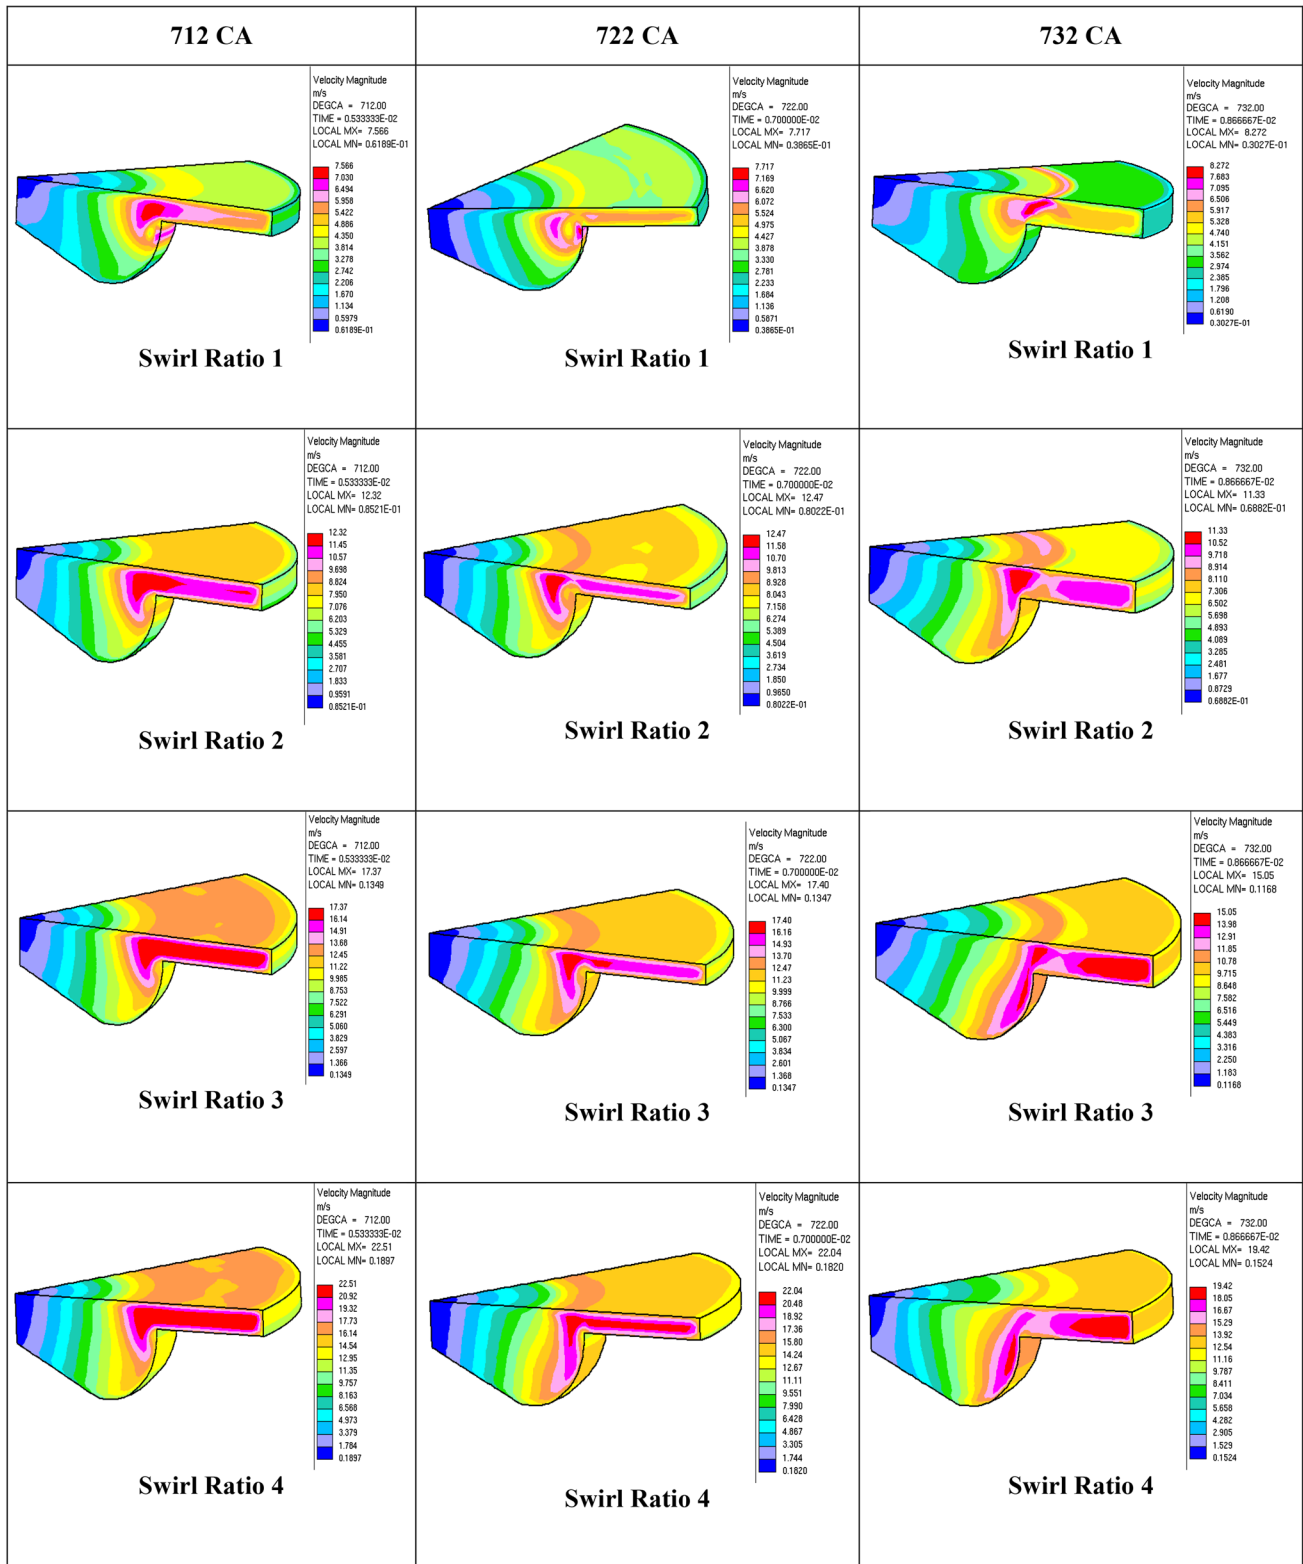 712 CA
722 CA
732 CA
Velocity Magnitude
m/s
DEGCA = 712.00
TIME = 0.533333E-02
LOCAL MX= 7.566
LOCAL MN= 0.6189E-01
7.566
7.030
6.494
5.958
5.422
4.886
4.350
3.814
3.278
2.742
2.206
1.670
1.134
0.5979
0.6189E-01
Swirl Ratio 1
Velocity Magnitude
m/s
DEGCA = 722.00
TIME = 0.700000E-02
LOCAL MX= 7.717
LOCAL MN= 0.3865E-01
7.717
7.169
6.620
6.072
5.524
4.975
4.427
3.878
3.330
2.781
2.233
1.684
1.136
0.5871
0.3865E-01
Swirl Ratio 1
Velocity Magnitude
m/s
DEGCA = 732.00
TIME = 0.866667E-02
LOCAL MX= 8.272
LOCAL MN= 0.3027E-01
8.272
7.683
7.095
6.506
5.917
5.328
4.740
4.151
3.562
2.974
2.385
1.796
1.208
0.6190
0.3027E-01
Swirl Ratio 1
Velocity Magnitude
m/s
DEGCA = 712.00
TIME = 0.533333E-02
LOCAL MX= 12.32
LOCAL MN= 0.8521E-01
12.32
11.45
10.57
9.698
8.824
7.950
7.076
6.203
5.329
4.455
3.581
2.707
1.833
0.9591
0.8521E-01
Swirl Ratio 2
Velocity Magnitude
m/s
DEGCA = 722.00
TIME = 0.700000E-02
LOCAL MX= 12.47
LOCAL MN= 0.8022E-01
12.47
11.58
10.70
9.813
8.928
8.043
7.158
6.274
5.389
4.504
3.619
2.734
1.850
0.9650
0.8022E-01
Swirl Ratio 2
Velocity Magnitude
m/s
DEGCA = 732.00
TIME = 0.866667E-02
LOCAL MX= 11.33
LOCAL MN= 0.6882E-01
11.33
10.52
9.718
8.914
8.110
7.306
6.502
5.698
4.893
4.089
3.285
2.481
1.677
0.8729
0.6882E-01
Swirl Ratio 2
Velocity Magnitude
m/s
DEGCA = 712.00
TIME = 0.533333E-02
LOCAL MX= 17.37
LOCAL MN= 0.1349
17.37
16.14
14.91
13.68
12.45
11.22
9.985
8.753
7.522
6.291
5.060
3.829
2.597
1.366
0.1349
Swirl Ratio 3
Velocity Magnitude
m/s
DEGCA = 722.00
TIME = 0.700000E-02
LOCAL MX= 17.40
LOCAL MN= 0.1347
17.40
16.16
14.93
13.70
12.47
11.23
9.999
8.766
7.533
6.300
5.067
3.834
2.601
1.368
0.1347
Swirl Ratio 3
Velocity Magnitude
m/s
DEGCA = 732.00
TIME = 0.866667E-02
LOCAL MX= 15.05
LOCAL MN= 0.1168
15.05
13.98
12.91
11.85
10.78
9.715
8.648
7.582
6.516
5.449
4.383
3.316
2.250
1.183
0.1168
Swirl Ratio 3
Velocity Magnitude
m/s
DEGCA = 712.00
TIME = 0.533333E-02
LOCAL MX= 22.51
LOCAL MN= 0.1897
22.51
20.92
19.32
17.73
16.14
14.54
12.95
11.35
9.757
8.163
6.568
4.973
3.379
1.784
0.1897
Swirl Ratio 4
Velocity Magnitude
m/s
DEGCA = 722.00
TIME = 0.700000E-02
LOCAL MX= 22.04
LOCAL MN= 0.1820
22.04
20.48
18.92
17.36
15.80
14.24
12.67
11.11
9.551
7.990
6.428
4.867
3.305
1.744
0.1820
Swirl Ratio 4
Velocity Magnitude
m/s
DEGCA = 732.00
TIME = 0.866667E-02
LOCAL MX= 19.42
LOCAL MN= 0.1524
19.42
18.05
16.67
15.29
13.92
12.54
11.16
9.787
8.411
7.034
5.658
4.282
2.905
1.529
0.1524
Swirl Ratio 4